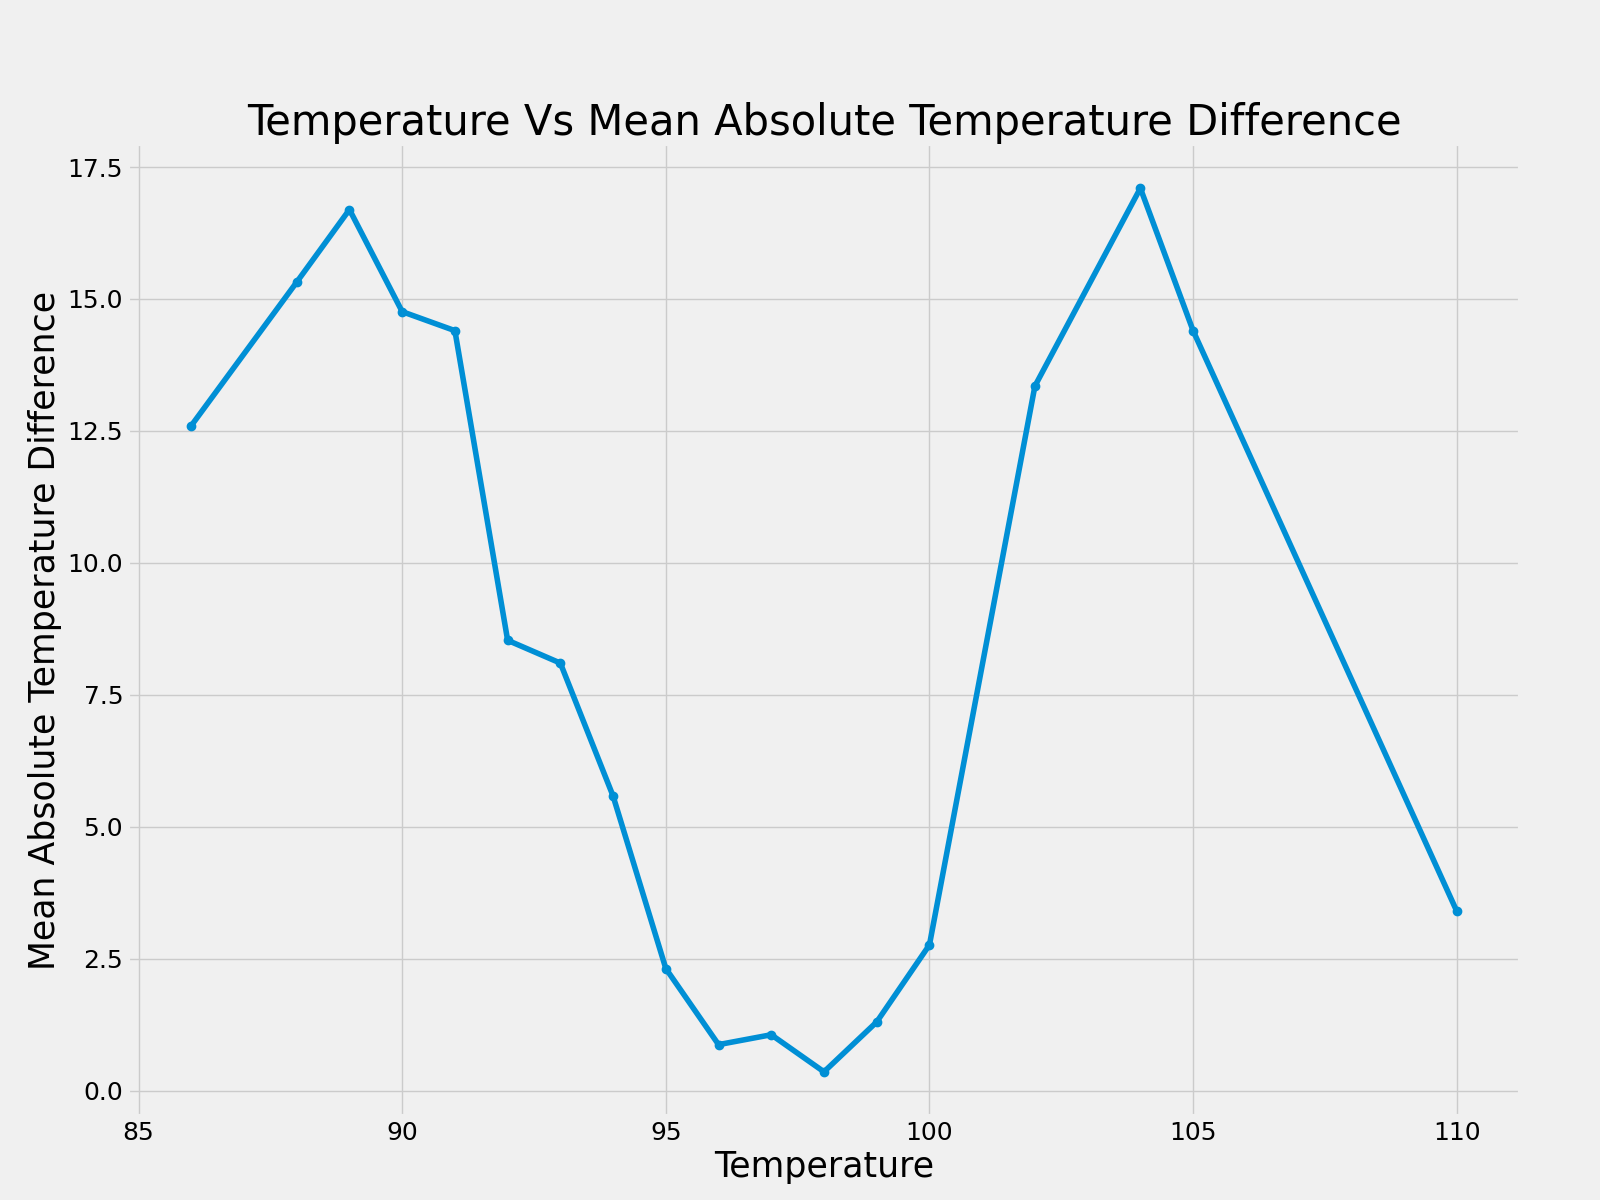 Temperature Vs Mean Absolute Temperature Difference
Mean Absolute Temperature Difference
17.5
15.0
12.5
10.0
7.5
5.0
2.5
0.0
85 90 95 100 105 110
Temperature